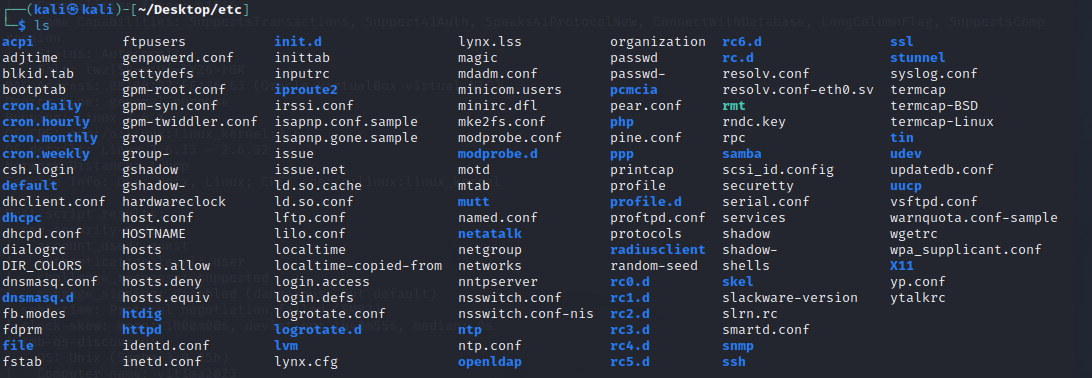 ┌──(kali㉿kali)-[~/Desktop/etc]
└─$ ls
acpi ftpusers init.d lynx.lss organization rc6.d ssl
adjtime genpowerd.conf inittab magic passwd rc.d stunnel
blkid.tab gettydefs inputrc mdadm.conf passwd- resolv.conf syslog.conf
bootptab gpm-root.conf iproute2 minicom.users pcmcia resolv.conf-eth0.sv termcap
cron.daily gpm-syn.conf irssi.conf minirc.dfl pear.conf rmt termcap-BSD
cron.hourly gpm-twiddler.conf isapnp.conf.sample mke2fs.conf php rndc.key termcap-Linux
cron.monthly group isapnp.gone.sample modprobe.conf pine.conf rpc tin
cron.weekly group- issue modprobe.d ppp samba udev
csh.login gshadow issue.net motd printcap scsi_id.config updatedb.conf
default gshadow- ld.so.cache mtab profile securetty uucp
dhclient.conf hardwareclock ld.so.conf mutt profile.d serial.conf vsftpd.conf
dhcpc host.conf lftp.conf named.conf proftpd.conf services warnquota.conf-sample
dhcpd.conf HOSTNAME lilo.conf netatalk protocols shadow wgetrc
dialogrc hosts localtime netgroup radiusclient shadow- wpa_supplicant.conf
DIR_COLORS hosts.allow localtime-copied-from networks random-seed shells X11
dnsmasq.conf hosts.deny login.access nntpserver rc0.d skel yp.conf
dnsmasq.d hosts.equiv login.defs nsswitch.conf rc1.d slackware-version ytalkrc
fb.modes htdig logrotate.conf nsswitch.conf-nis rc2.d slrn.rc
fdprm httpd logrotate.d ntp rc3.d smartd.conf
file identd.conf lvm ntp.conf rc4.d snmp
fstab inetd.conf lynx.cfg openldap rc5.d ssh